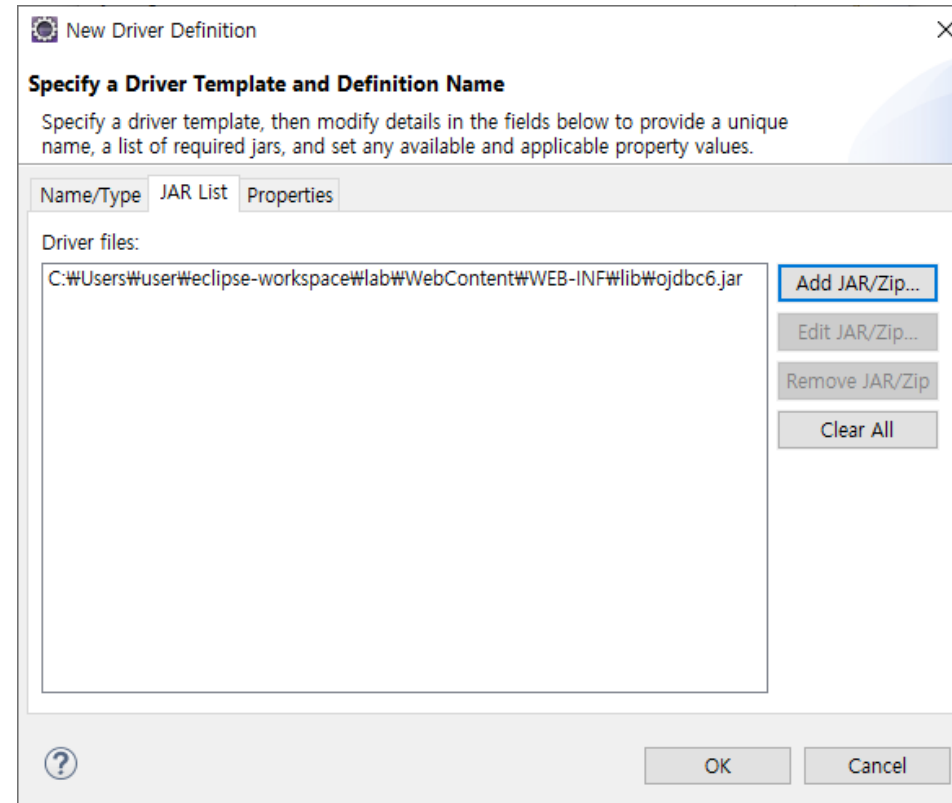 New Driver Definition
Specify a Driver Template and Definition Name
Specify a driver template, then modify details in the fields below to provide a unique
name, a list of required jars, and set any available and applicable property values.
Name/Type JAR List Properties
Driver files:
C:₩Users₩user₩eclipse-workspace₩lab₩WebContent₩WEB-INF₩lib₩ojdbc6.jar
Add JAR/Zip...
Edit JAR/Zip...
Remove JAR/Zip
Clear All
? OK Cancel